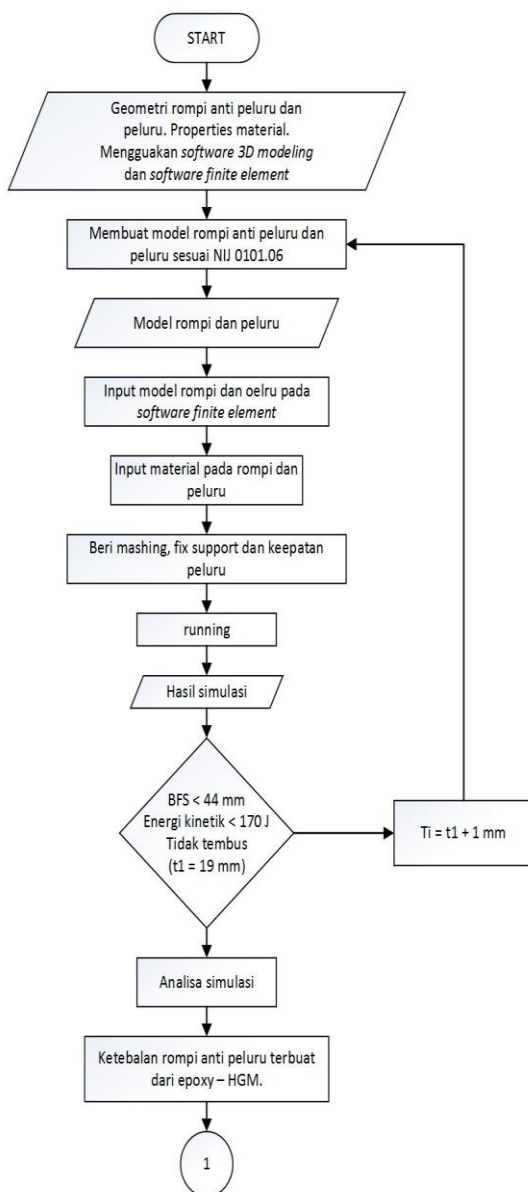 START
Geometri rompi anti peluru dan
peluru. Properties material.
Mengguakan software 3D modeling
dan software finite element
Membuat model rompi anti peluru dan
peluru sesuai NIJ 0101.06
Model rompi dan peluru
Input model rompi dan oelru pada
software finite element
Input material pada rompi dan
peluru
Beri mashing, fix support dan keepatan
peluru
running
Hasil simulasi
BFS < 44 mm
Energi kinetik < 170 J
Tidak tembus
(t1 = 19 mm)
Ti = t1 + 1 mm
Analisa simulasi
Ketebalan rompi anti peluru terbuat
dari epoxy – HGM.
1